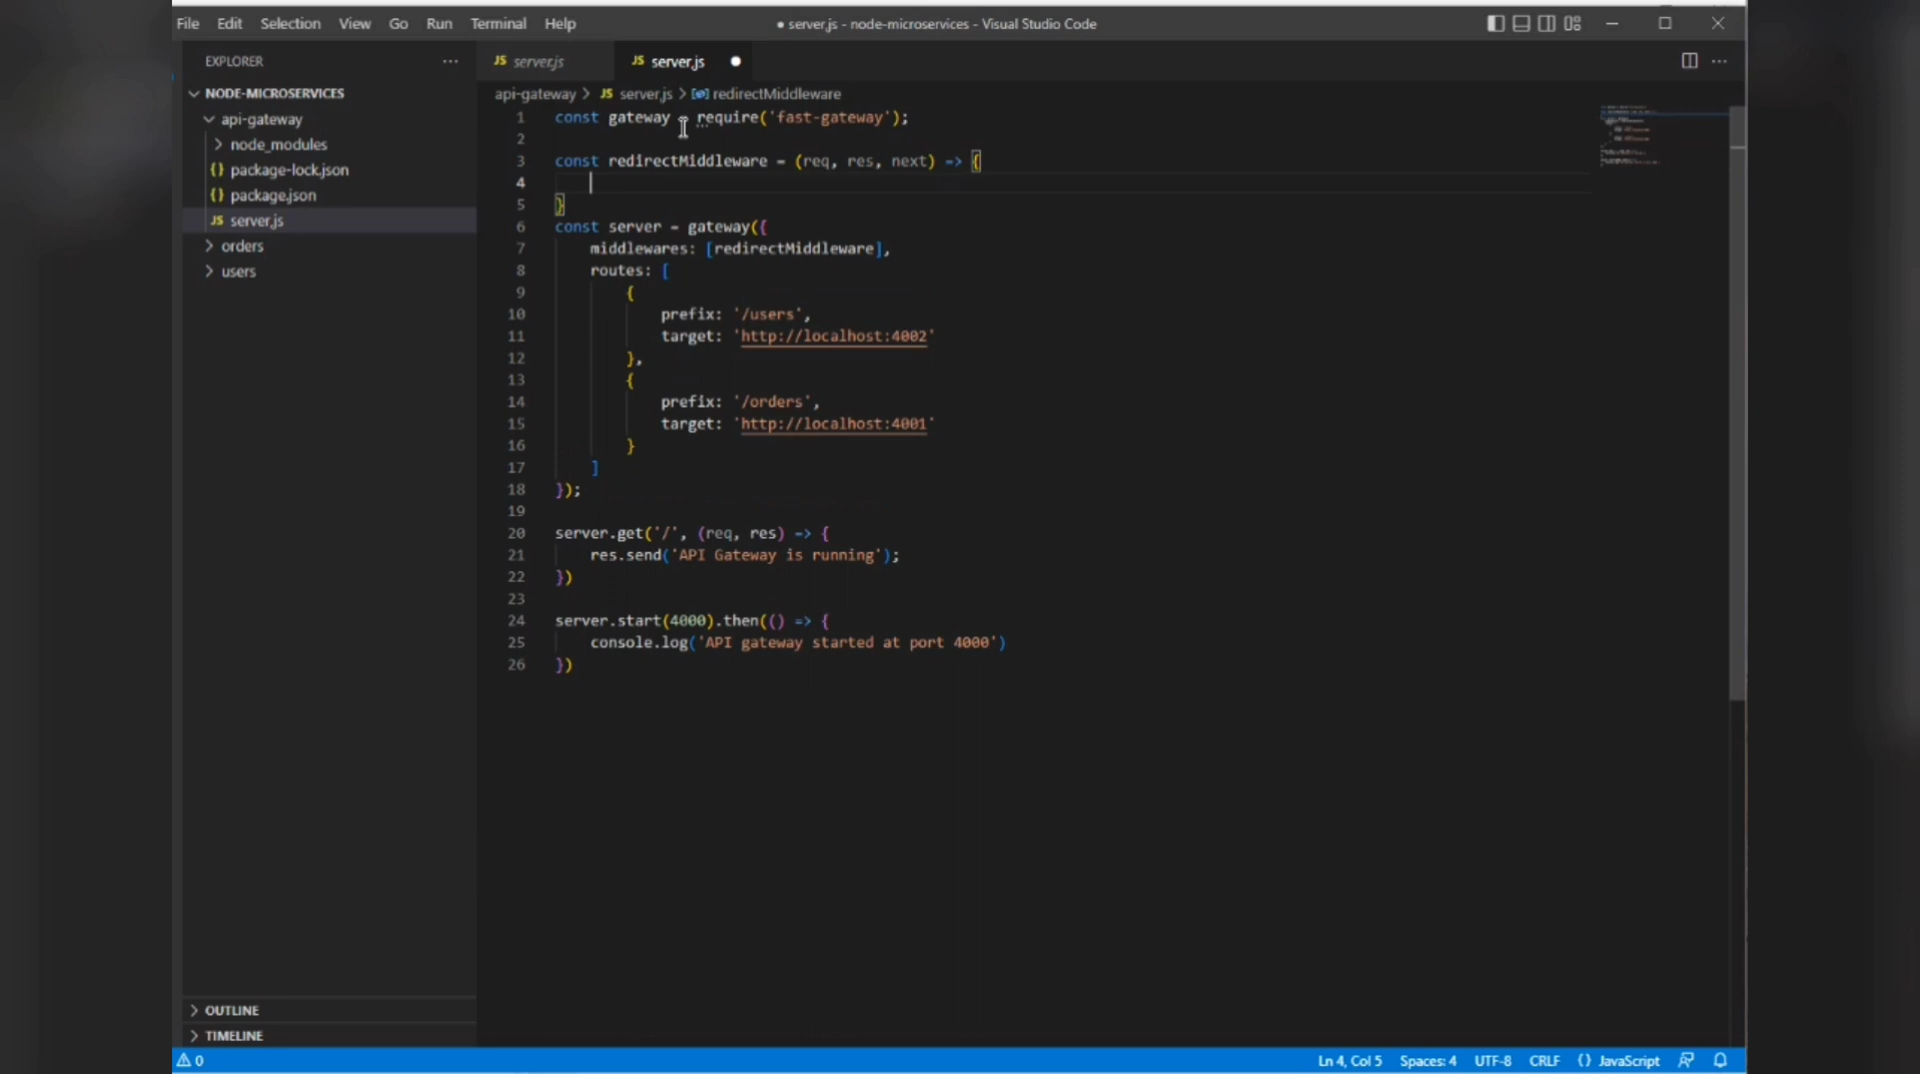 File Edit Selection View Go Run Terminal Help
● server.js - node-microservices - Visual Studio Code
EXPLORER
NODE-MICROSERVICES
api-gateway
node_modules
{} package-lock.json
{} package.json
JS server.js
orders
users
OUTLINE
TIMELINE
JS server.js
JS server.js
api-gateway > JS server.js > redirectMiddleware
1 const gateway = require('fast-gateway');
2
3 const redirectMiddleware = (req, res, next) => {
4
5 }
6 const server = gateway({
7 middlewares: [redirectMiddleware],
8 routes: [
9 {
10 prefix: '/users',
11 target: 'http://localhost:4002'
12 },
13 {
14 prefix: '/orders',
15 target: 'http://localhost:4001'
16 }
17 ]
18 });
19
20 server.get('/', (req, res) => {
21 res.send('API Gateway is running');
22 })
23
24 server.start(4000).then(() => {
25 console.log('API gateway started at port 4000')
26 })
0
Ln 4, Col 5 Spaces: 4 UTF-8 CRLF {} JavaScript